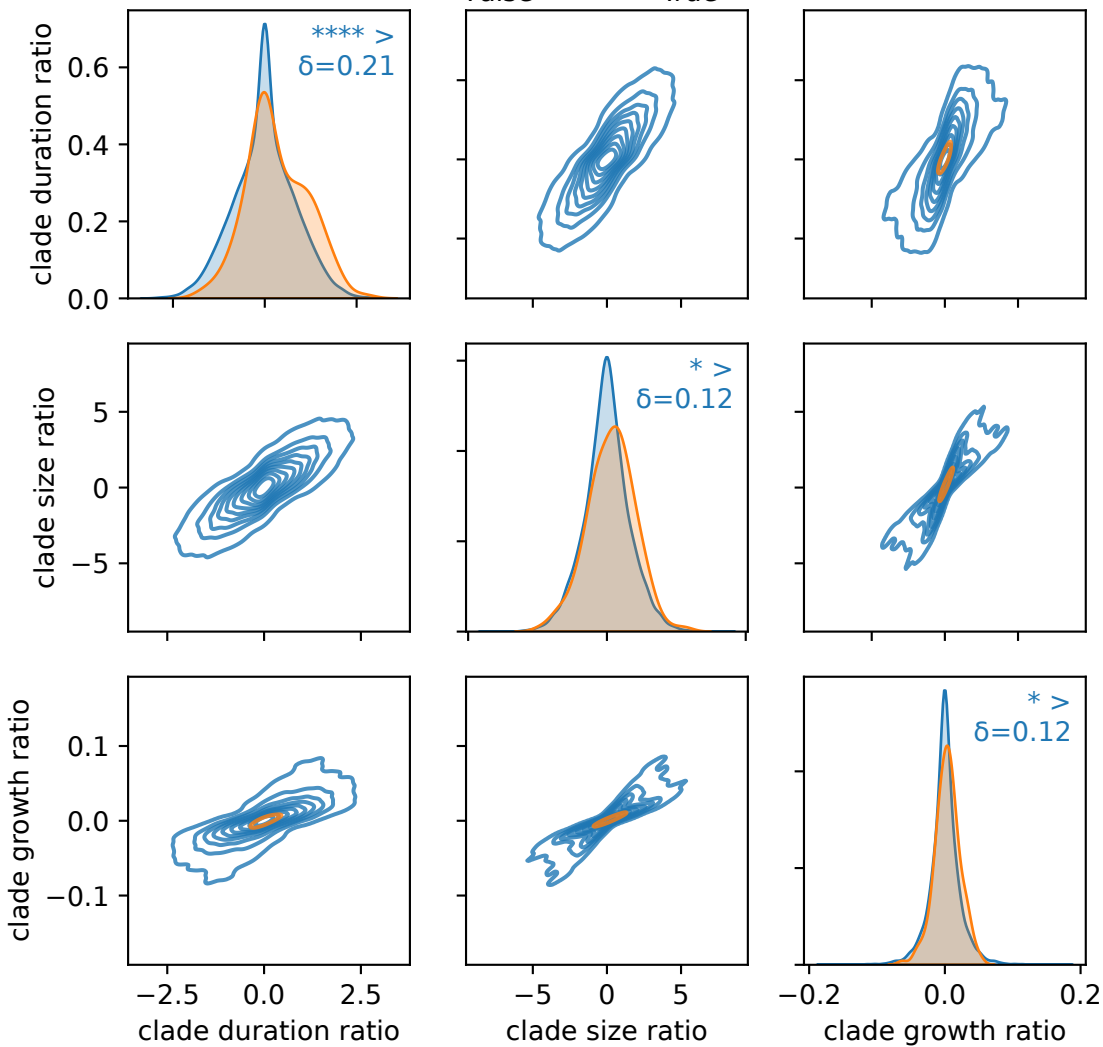 **** >
δ=0.21
clade duration ratio
0.6
0.4
0.2
0.0
* >
δ=0.12
clade size ratio
5
0
−5
* >
δ=0.12
clade growth ratio
0.1
0.0
−0.1
−2.5 0.0 2.5
−5 0 5
−0.2 0.0 0.2
clade duration ratio
clade size ratio
clade growth ratio